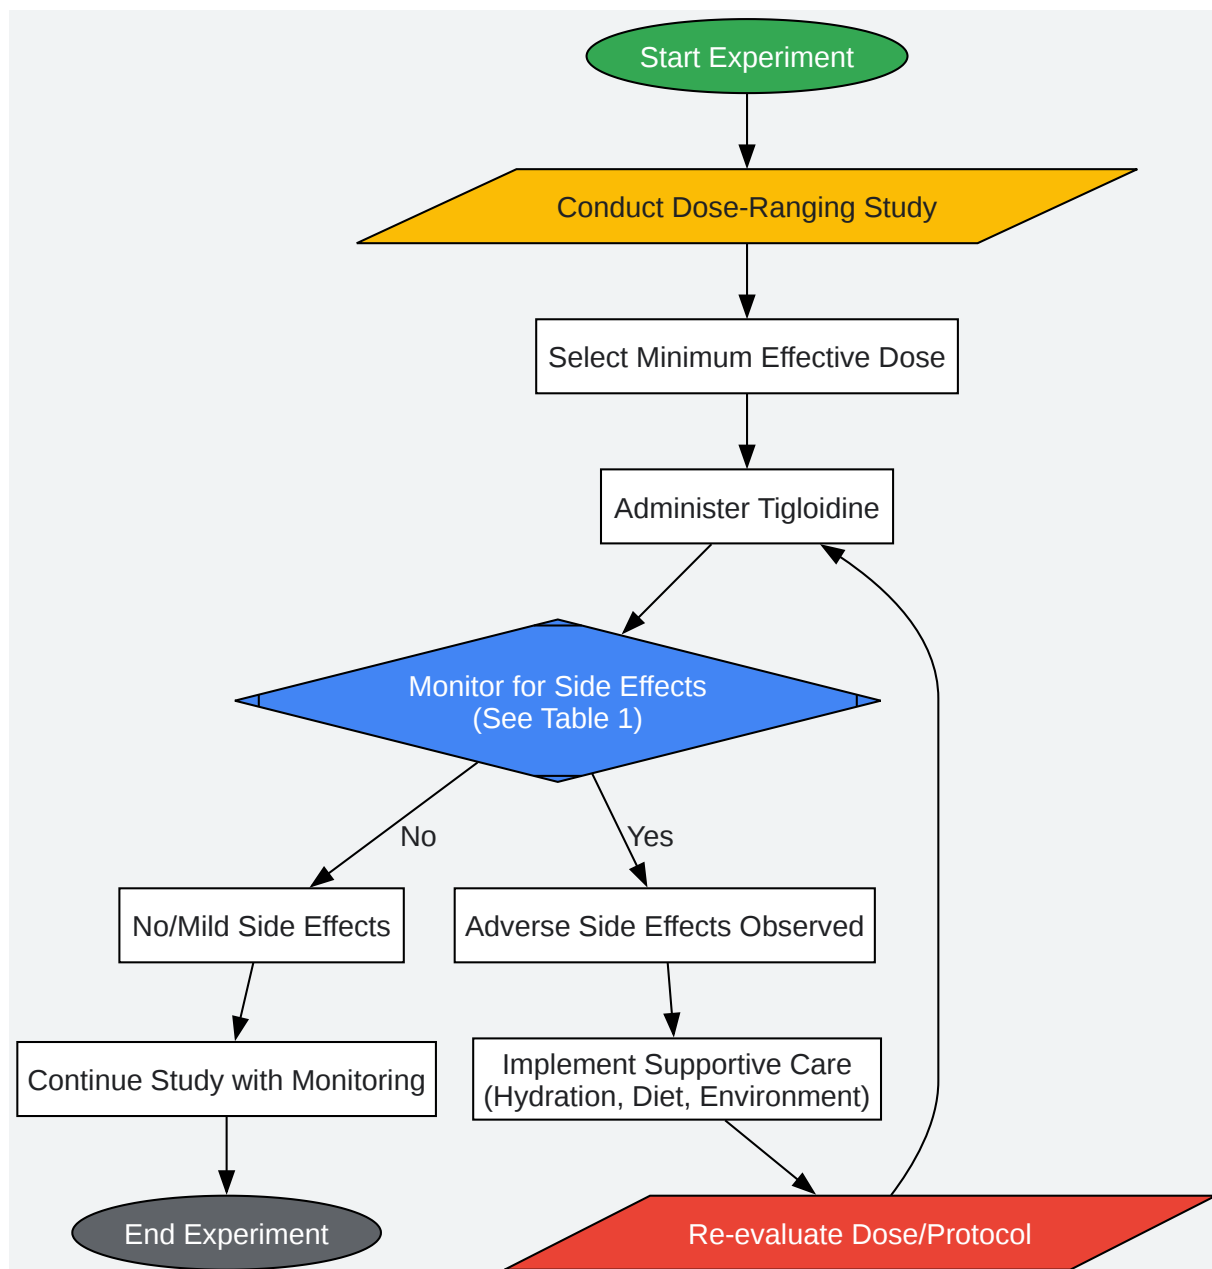 Start Experiment
Conduct Dose-Ranging Study
Select Minimum Effective Dose
Administer Tigloidine
Monitor for Side Effects
(See Table 1)
No
Yes
No/Mild Side Effects
Adverse Side Effects Observed
Continue Study with Monitoring
Implement Supportive Care
(Hydration, Diet, Environment)
End Experiment
Re-evaluate Dose/Protocol